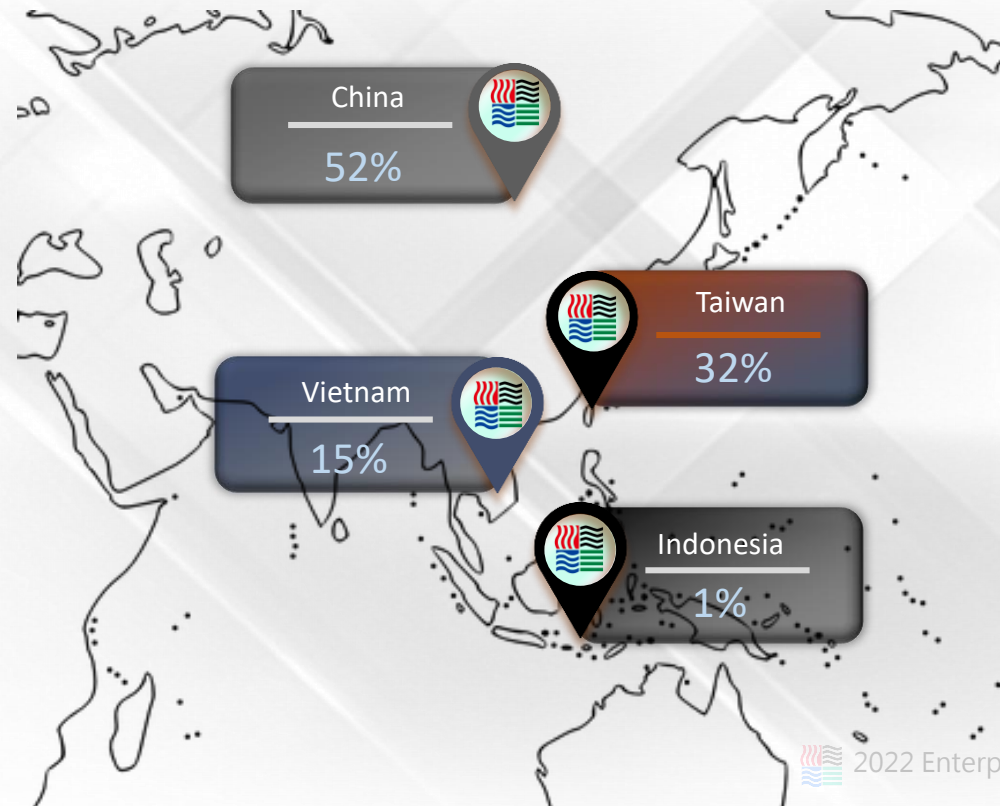 China
52%
Taiwan
32%
Vietnam
15%
Indonesia
1%
2022 Enterp